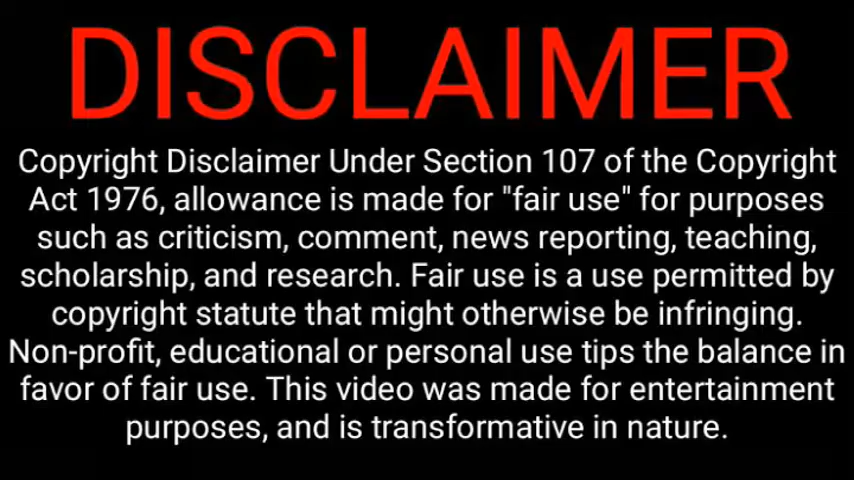 DISCLAIMER
Copyright Disclaimer Under Section 107 of the Copyright
Act 1976, allowance is made for "fair use" for purposes
such as criticism, comment, news reporting, teaching,
scholarship, and research. Fair use is a use permitted by
copyright statute that might otherwise be infringing.
Non-profit, educational or personal use tips the balance in
favor of fair use. This video was made for entertainment
purposes, and is transformative in nature.